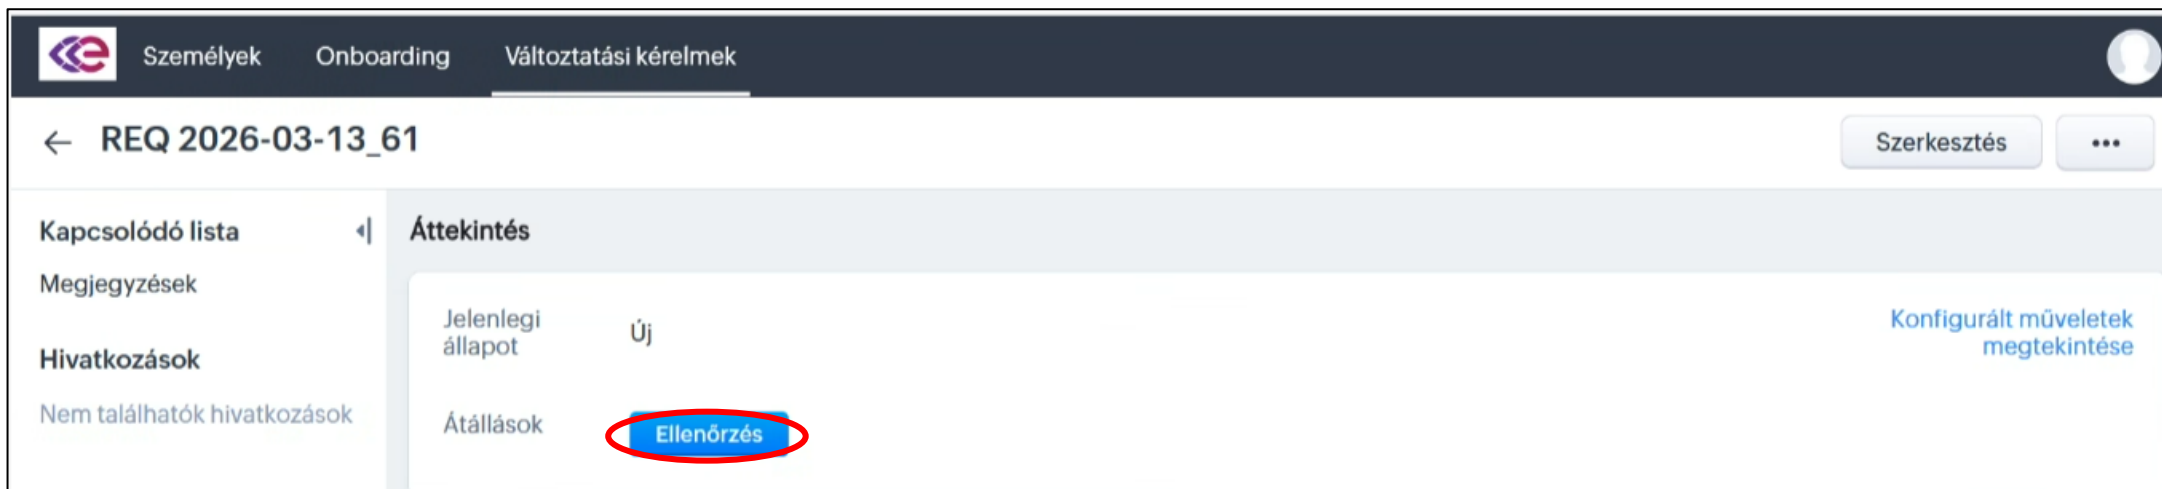 Személyek Onboarding Változtatási kérelmek
← REQ 2026-03-13_61
Szerkesztés
•••
Kapcsolódó lista
Megjegyzések
Hivatkozások
Nem találhatók hivatkozások
Áttekintés
Jelenlegi
állapot
Új
Konfigurált műveletek
megtekintése
Átállások
Ellenőrzés